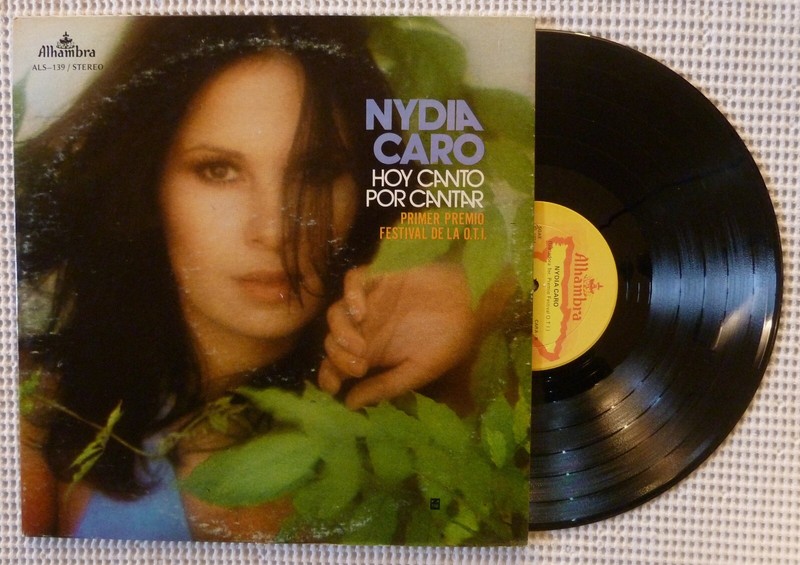 Alhambra
ALS-139 / STEREO
NYDIA
CARO
HOY CANTO
POR CANTAR
PRIMER PREMIO
FESTIVAL DE LA O.T.I.
Alhambra
NYDIA CARO